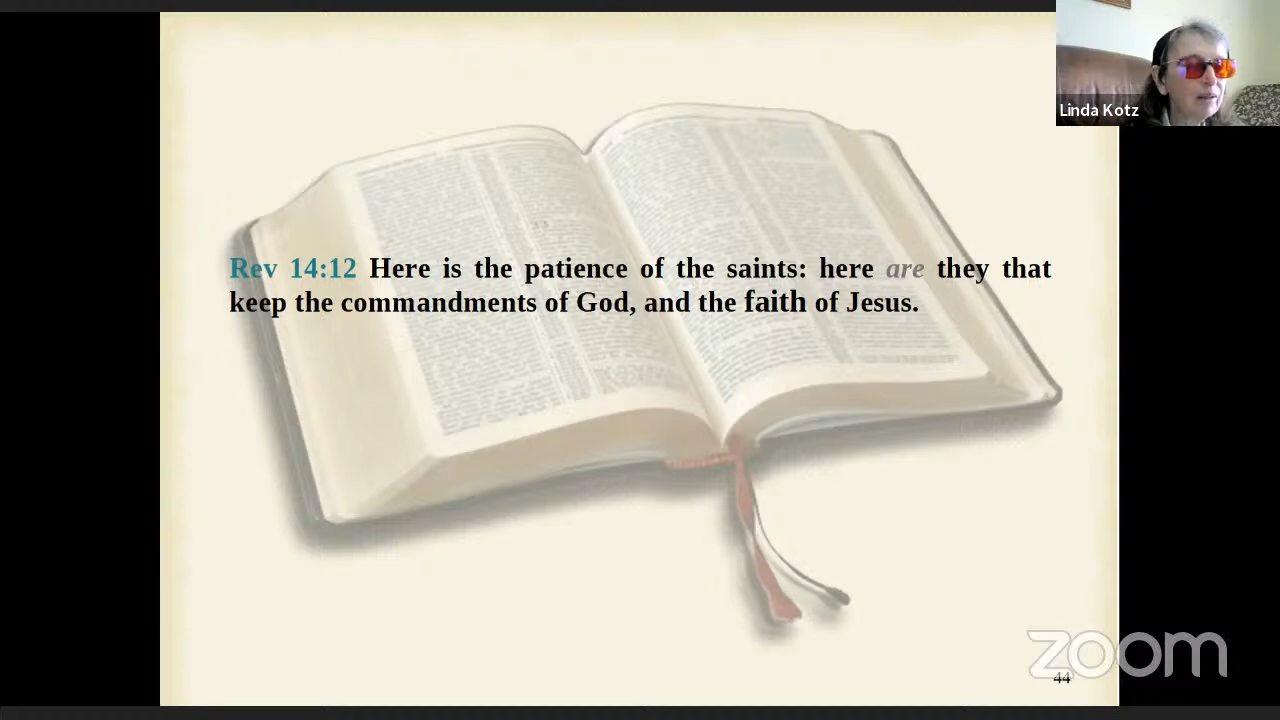 Linda Kotz
Rev 14:12 Here is the patience of the saints: here are they that
keep the commandments of God, and the faith of Jesus.
zoom
44